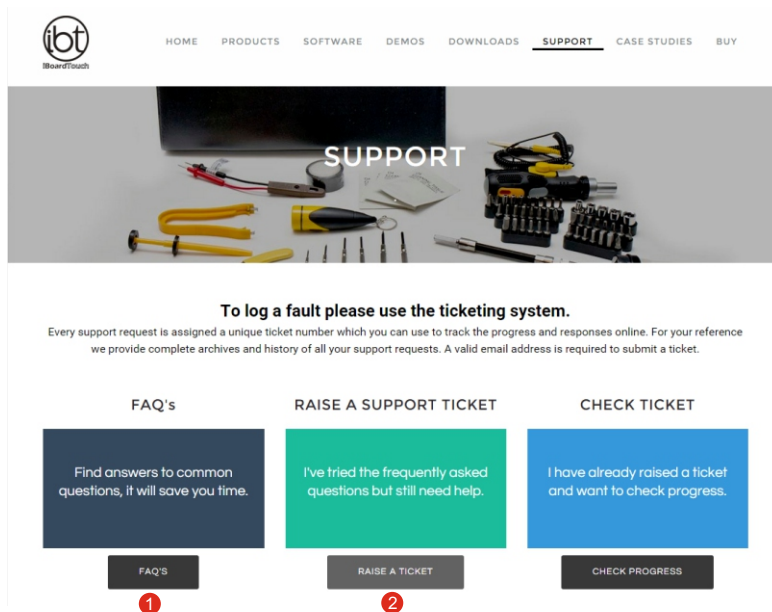 ibt
iBoardTouch
HOME PRODUCTS SOFTWARE DEMOS DOWNLOADS SUPPORT CASE STUDIES BUY
SUPPORT
To log a fault please use the ticketing system.
Every support request is assigned a unique ticket number which you can use to track the progress and responses online. For your reference
we provide complete archives and history of all your support requests. A valid email address is required to submit a ticket.
FAQ's
Find answers to common
questions, it will save you time.
FAQ'S
1
RAISE A SUPPORT TICKET
I've tried the frequently asked
questions but still need help.
RAISE A TICKET
2
CHECK TICKET
I have already raised a ticket
and want to check progress.
CHECK PROGRESS